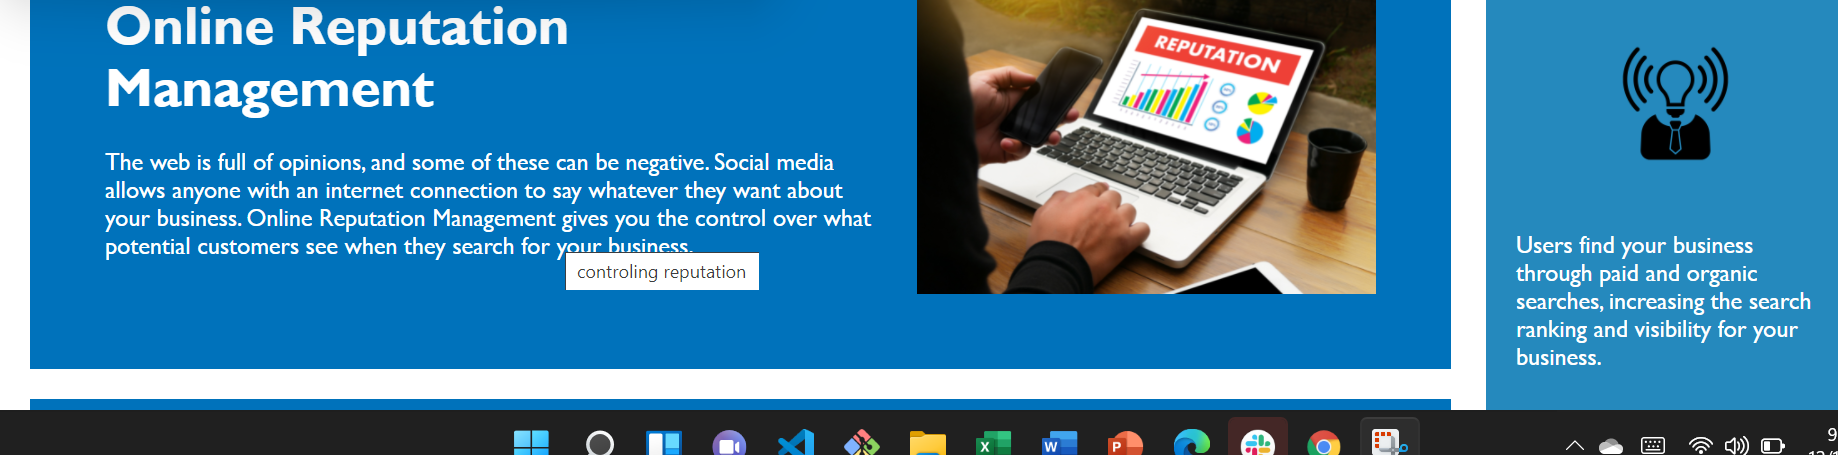 Online Reputation
Management
The web is full of opinions, and some of these can be negative. Social media
allows anyone with an internet connection to say whatever they want about
your business. Online Reputation Management gives you the control over what
potential customers see when they search for your business.
controling reputation
REPUTATION
Users find your business
through paid and organic
searches, increasing the search
ranking and visibility for your
business.
X
W
P
9